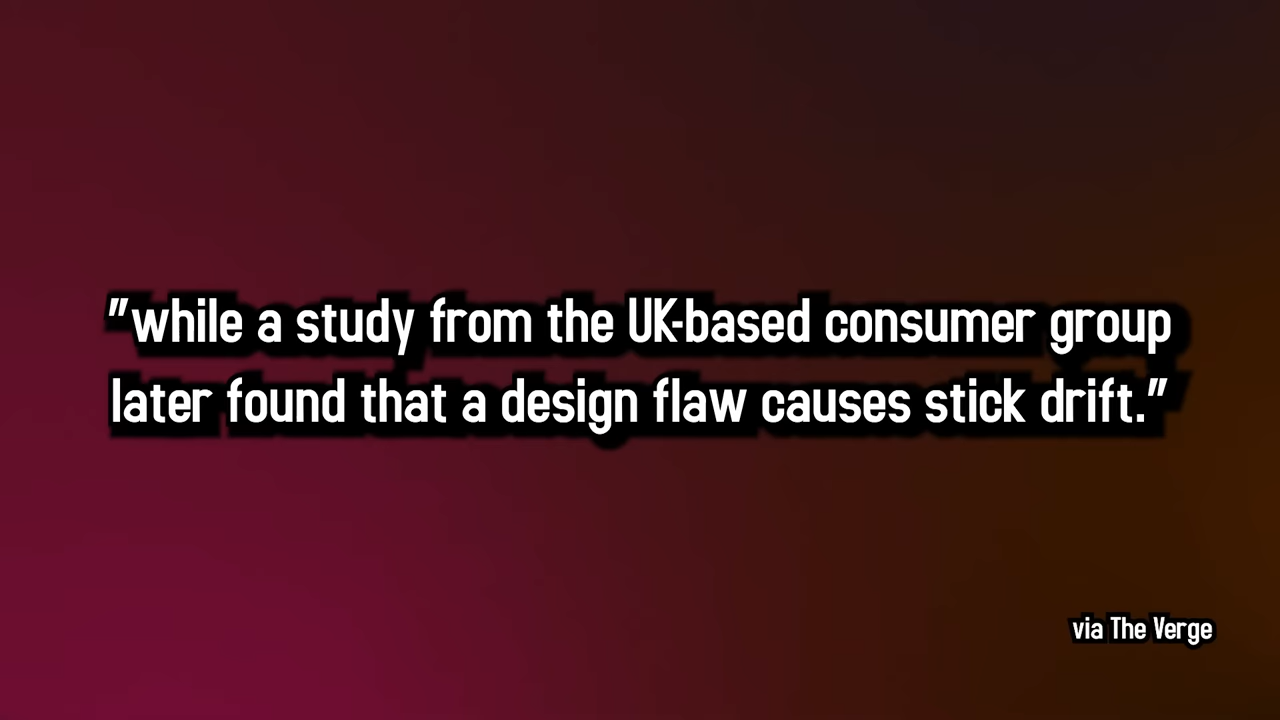 "while a study from the UK-based consumer group
later found that a design flaw causes stick drift."
via The Verge